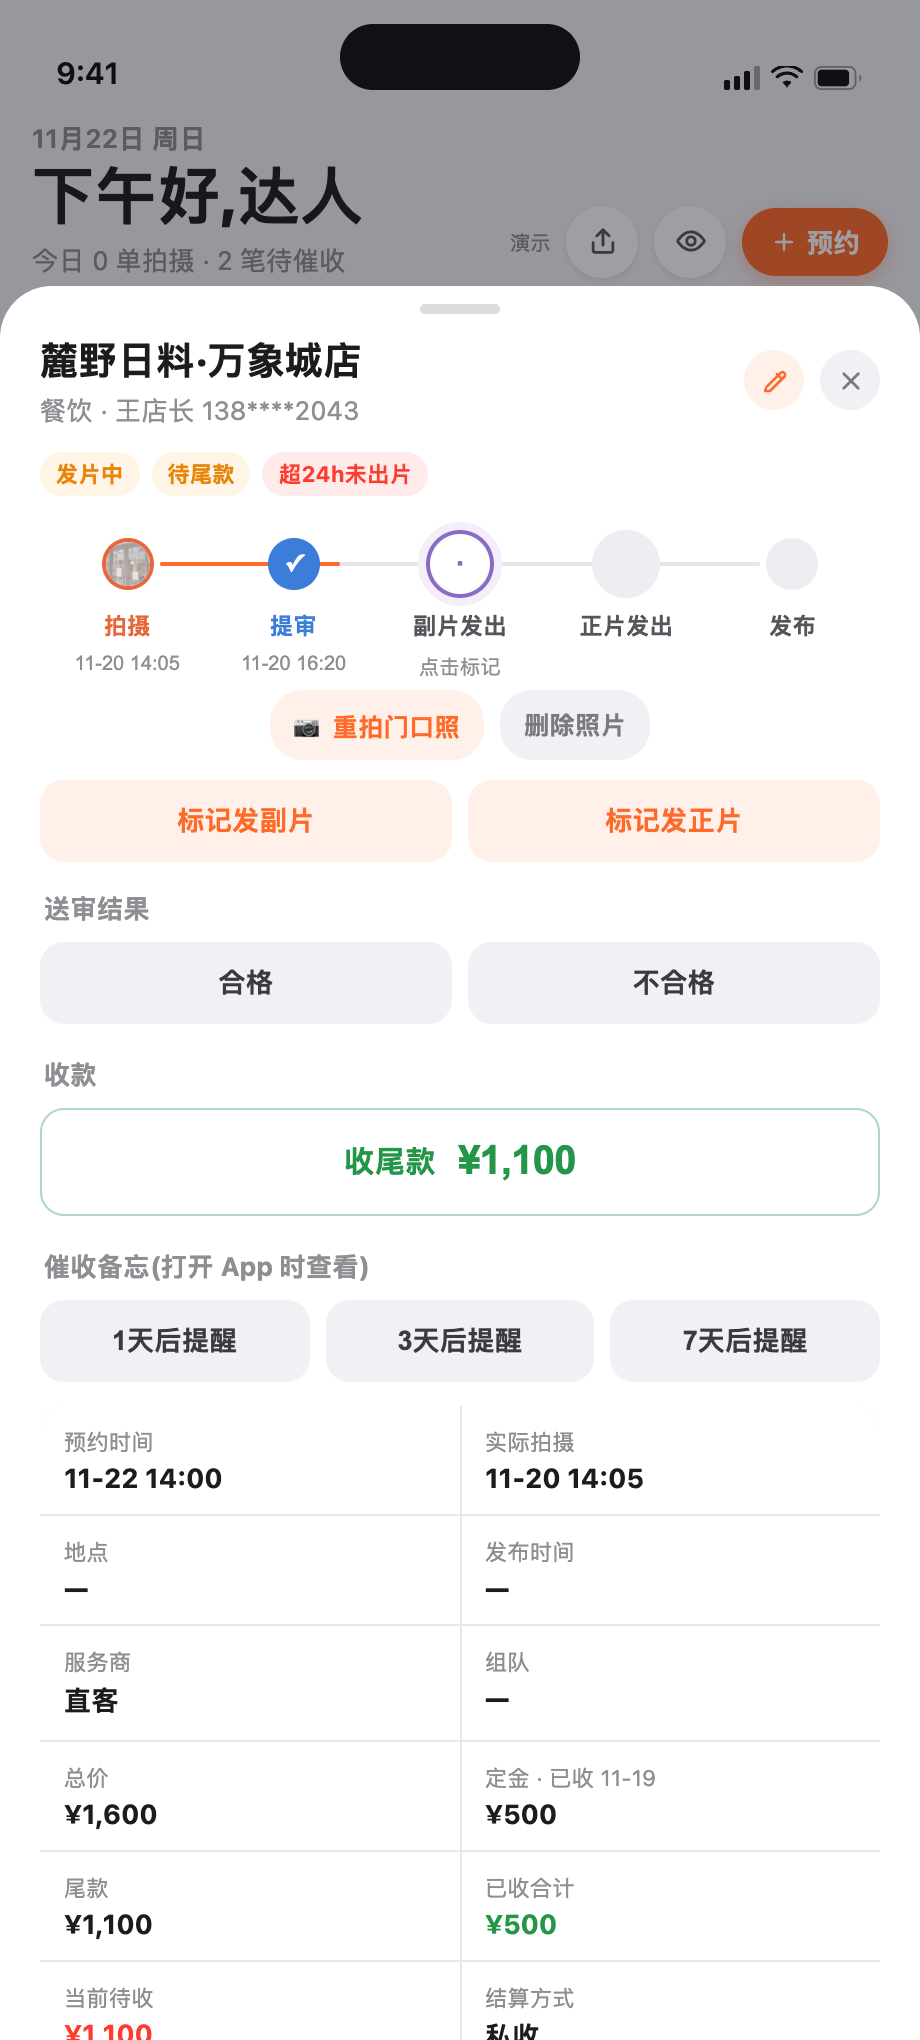 9:41
11月22日 周日
下午好,达人
今日 0 单拍摄 · 2 笔待催收
演示
+ 预约
麓野日料·万象城店
餐饮 · 王店长 138****2043
发片中 待尾款 超24h未出片
拍摄 提审 副片发出 正片发出 发布
11-20 14:05 11-20 16:20 点击标记
重拍门口照 删除照片
标记发副片 标记发正片
送审结果
合格 不合格
收款
收尾款 ¥1,100
催收备忘(打开 App 时查看)
1天后提醒 3天后提醒 7天后提醒
预约时间 实际拍摄
11-22 14:00 11-20 14:05
地点 发布时间
— —
服务商 组队
直客 —
总价 定金 · 已收 11-19
¥1,600 ¥500
尾款 已收合计
¥1,100 ¥500
当前待收 结算方式
¥1,100 私收